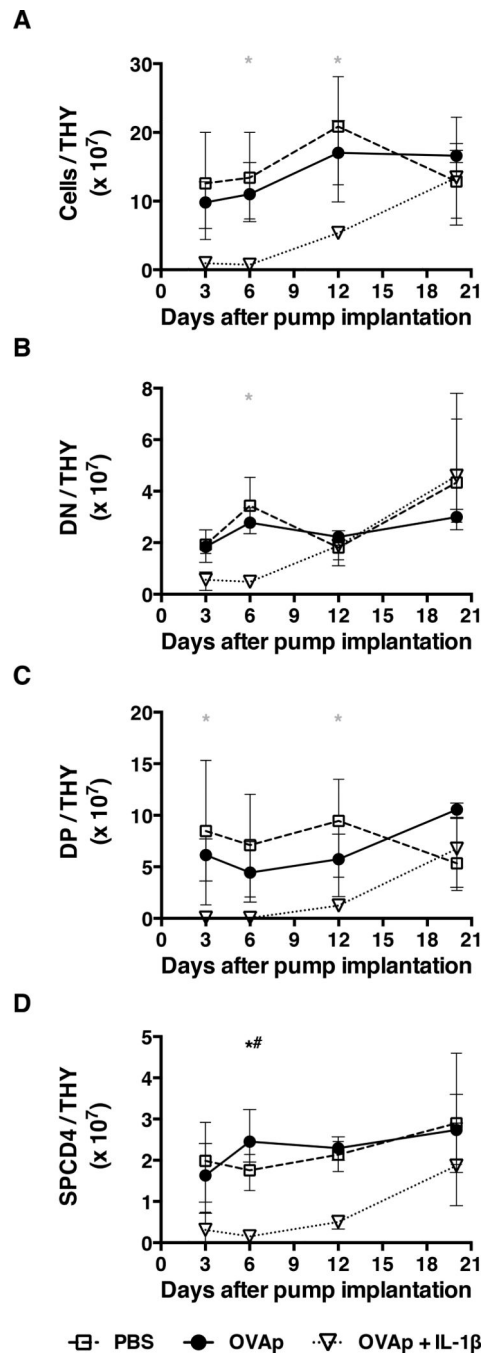 A
*
*
30
20
10
0
Cells / THY
(x 10⁷)
0 3 6 9 12 15 18 21
Days after pump implantation
B
*
8
6
4
2
0
DN / THY
(x 10⁷)
0 3 6 9 12 15 18 21
Days after pump implantation
C
*
*
20
15
10
5
0
DP / THY
(x 10⁷)
0 3 6 9 12 15 18 21
Days after pump implantation
D
*#
5
4
3
2
1
0
SPCD4 / THY
(x 10⁷)
0 3 6 9 12 15 18 21
Days after pump implantation
PBS OVAp OVAp + IL-1β